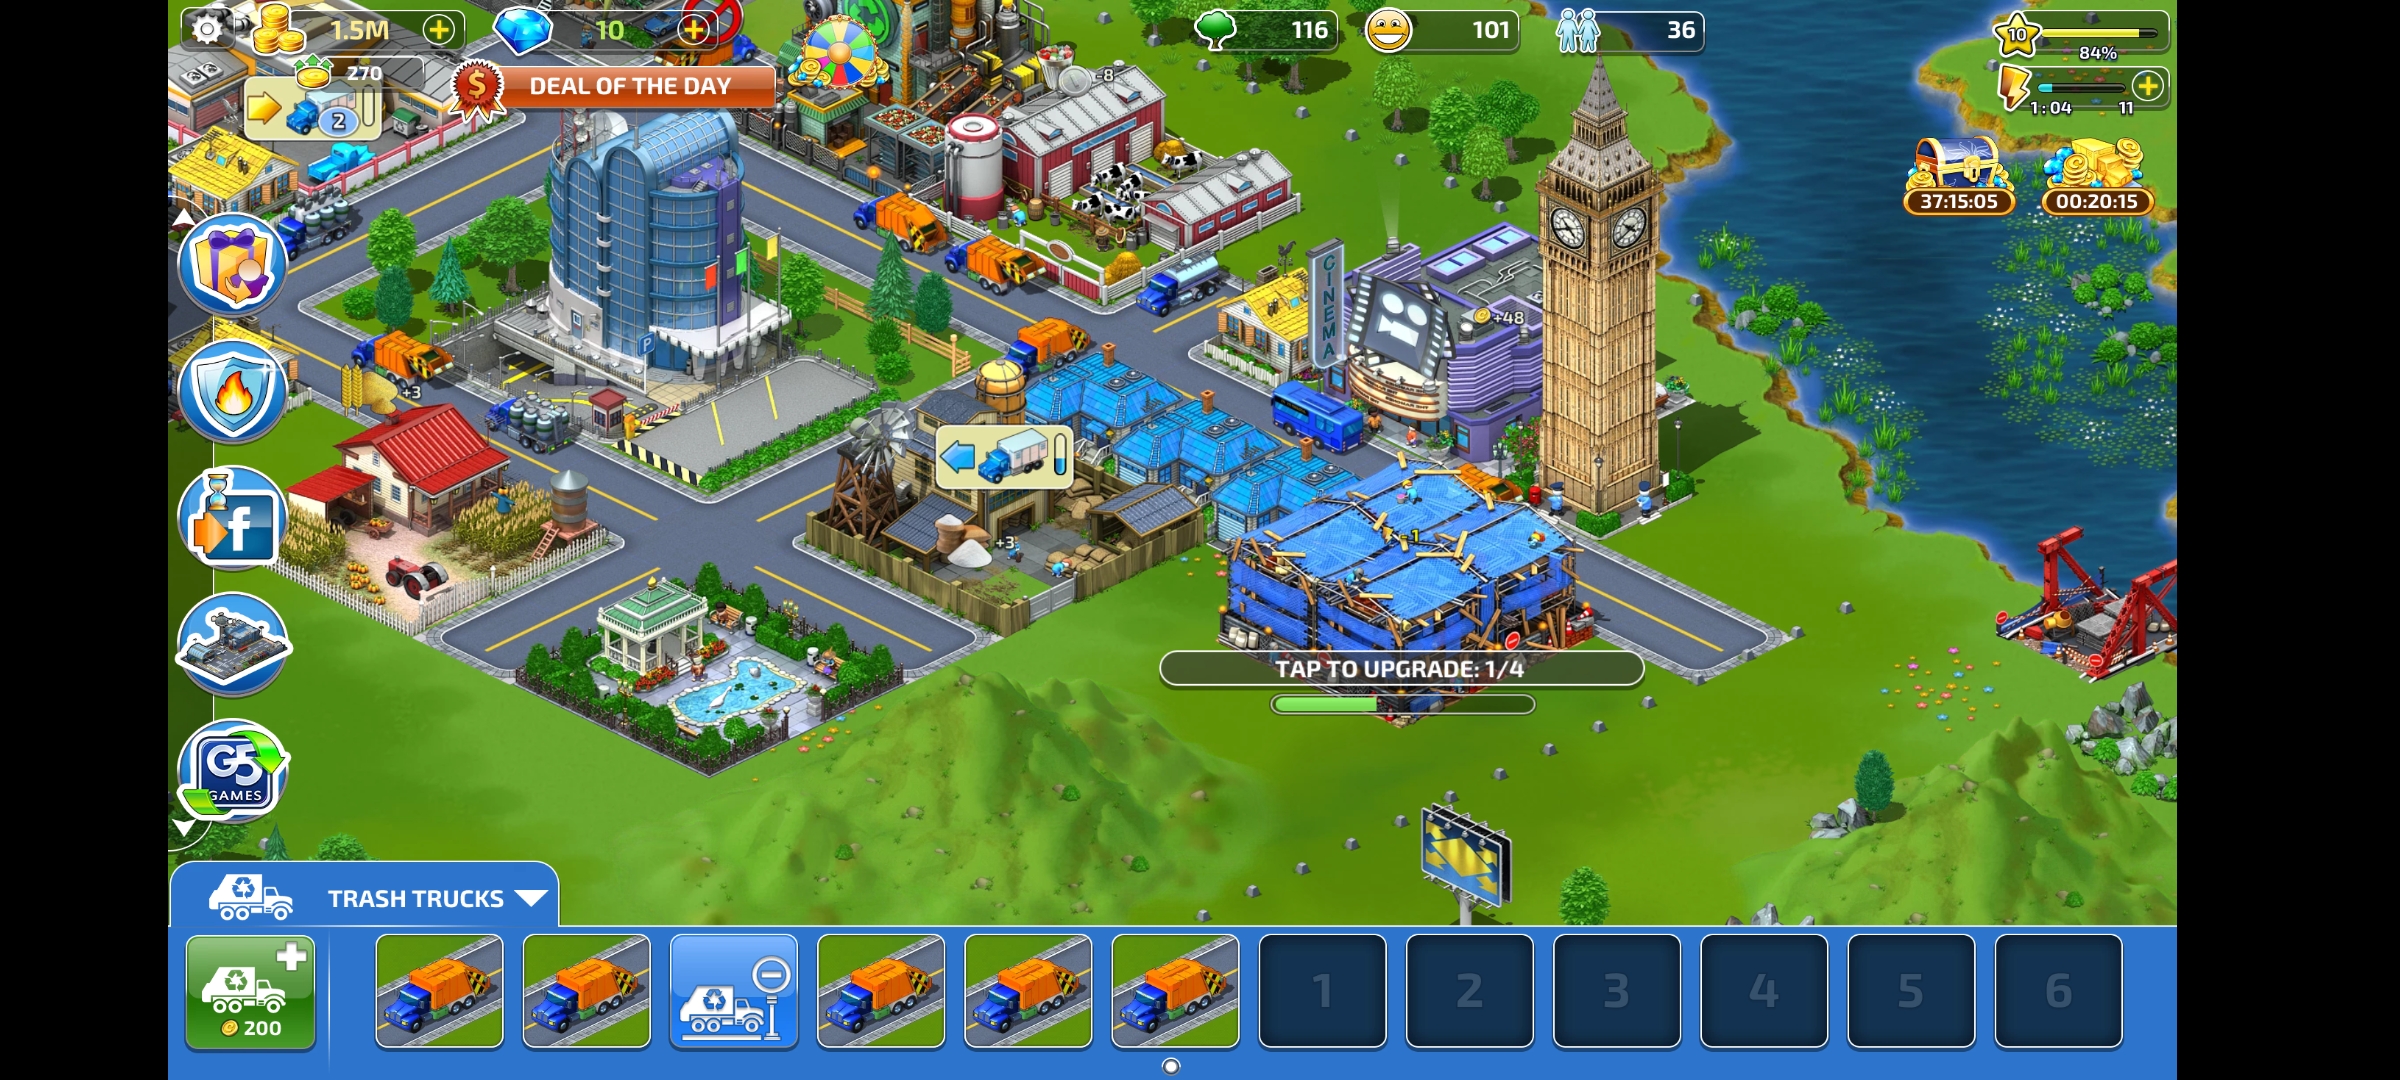 1.5M
10
116
101
36
10
84%
270
DEAL OF THE DAY
-8
1:04
11
2
37:15:05
00:20:15
CINEMA
+48
P
+3
+3
-1
f
TAP TO UPGRADE: 1/4
G5
GAMES
TRASH TRUCKS
200
1
2
3
4
5
6